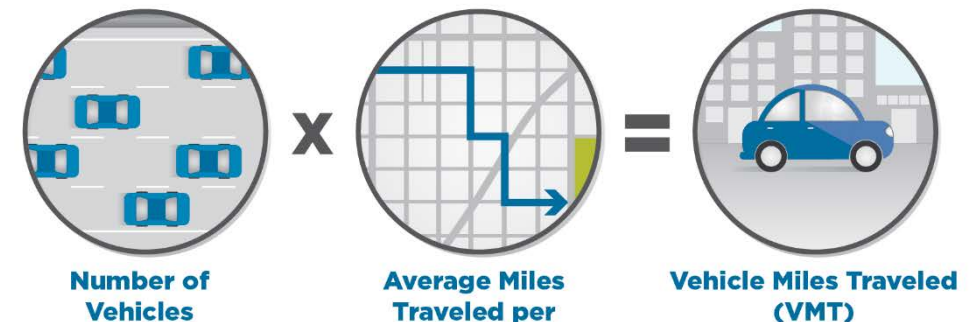 x
=
Number of
Vehicles
Average Miles
Traveled per
Vehicle Miles Traveled
(VMT)